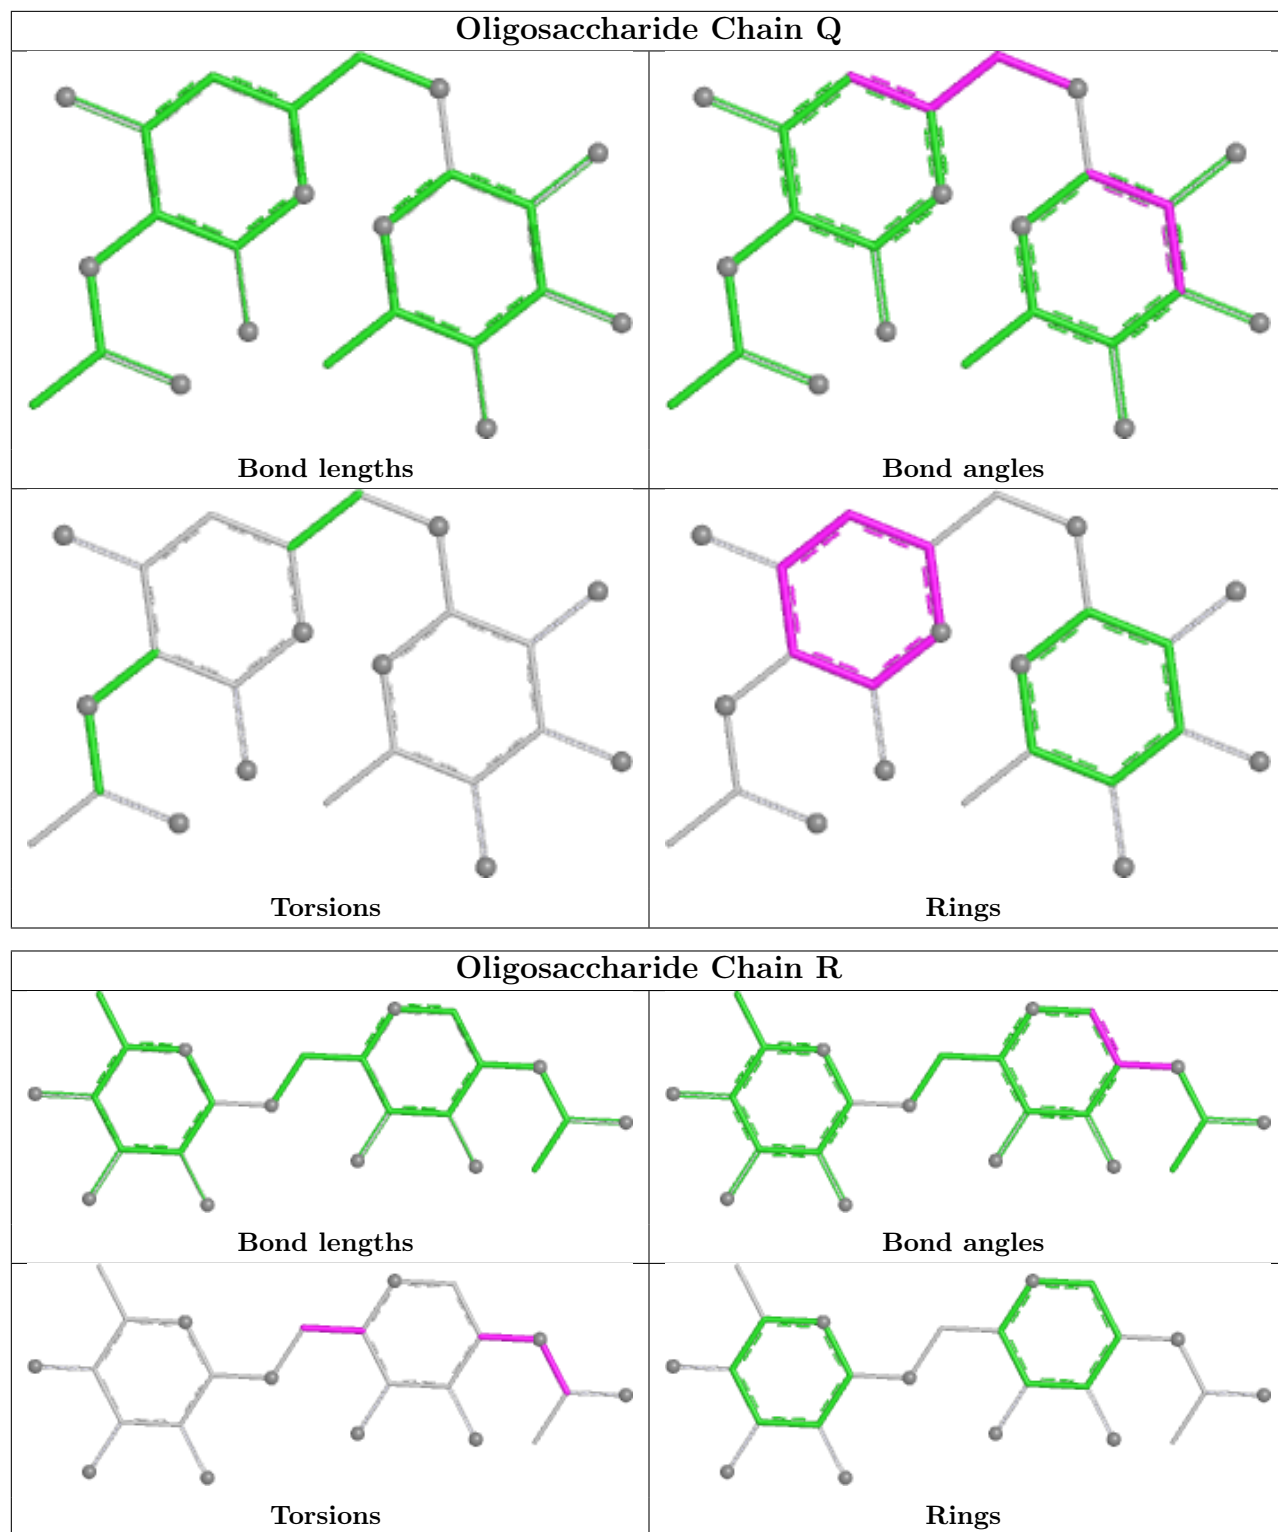 Oligosaccharide Chain Q
Bond lengths
Bond angles
Torsions
Rings
Oligosaccharide Chain R
Bond lengths
Bond angles
Torsions
Rings